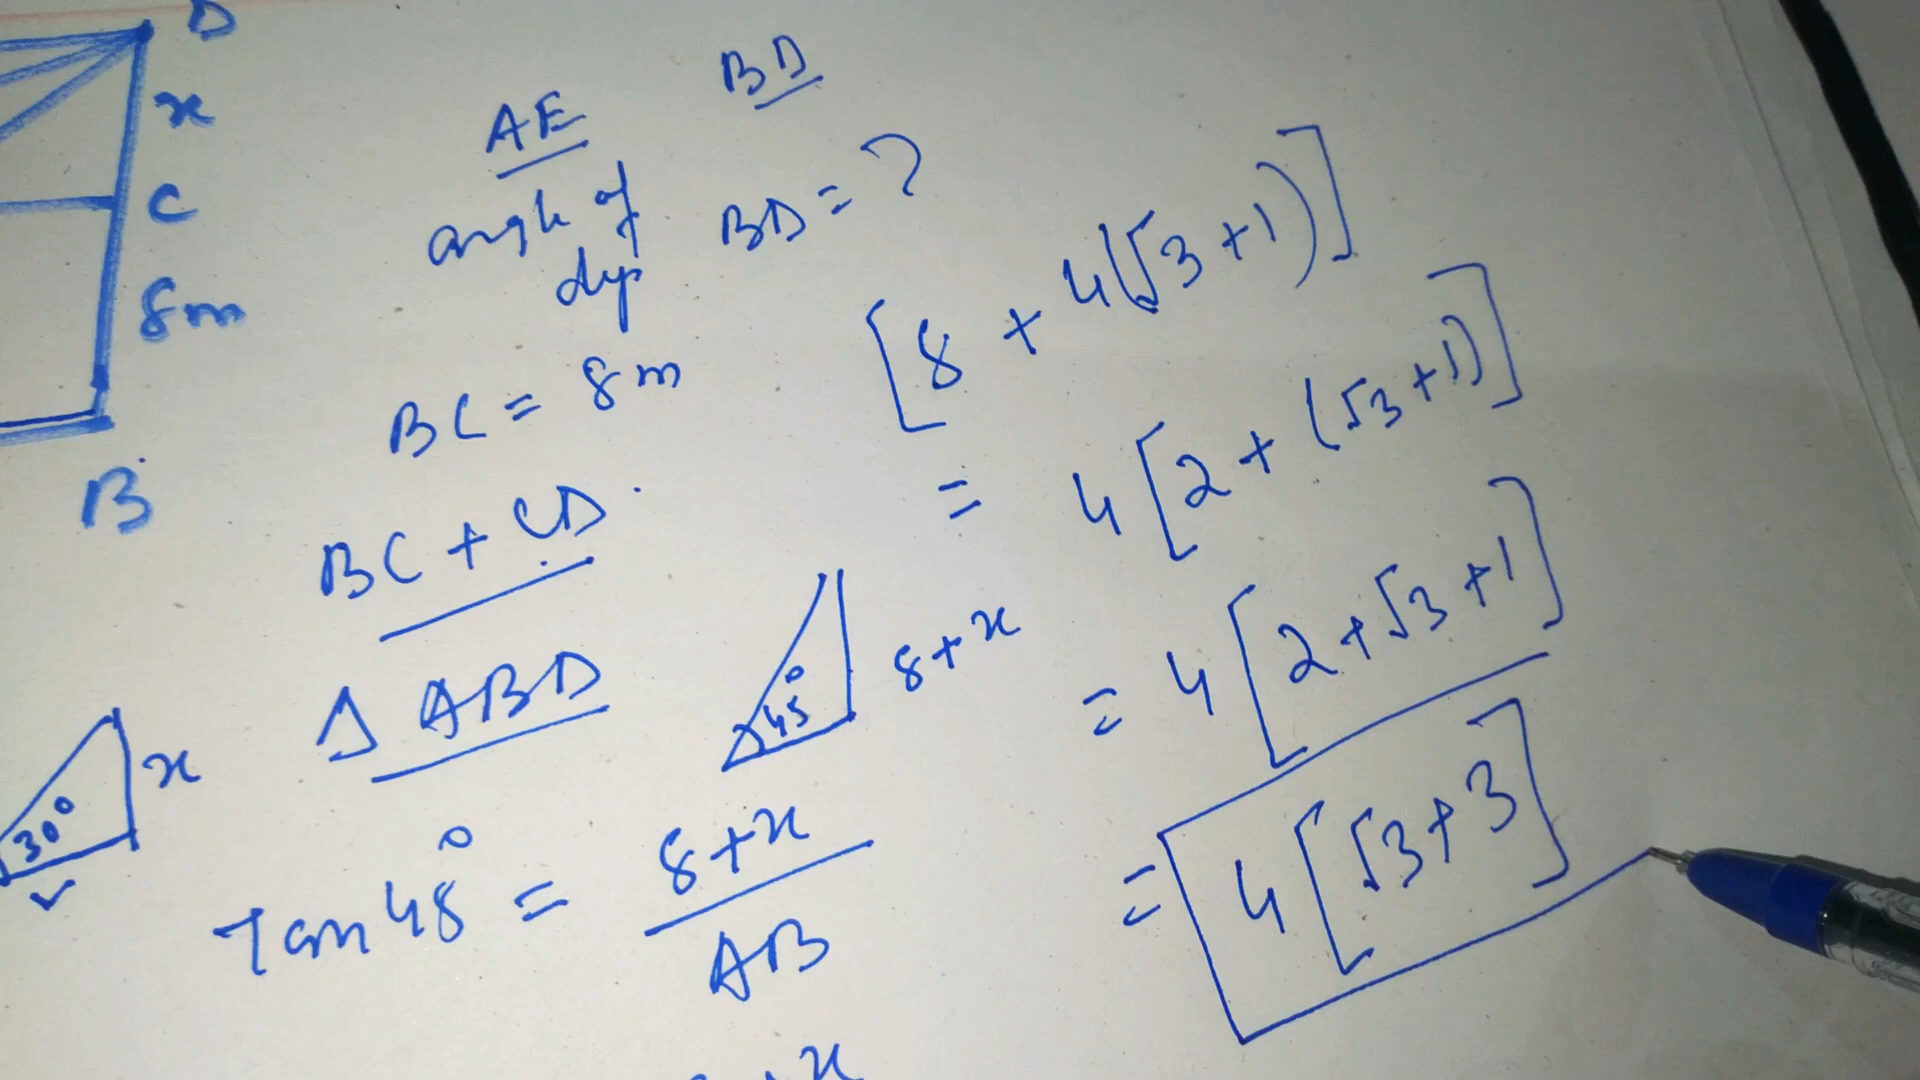 D
x
C
8m
B
AE
angle of
dep
BD
BD = ?
BC = 8m
BC + CD
△ ABD
45°
8+x
30°
x
Tan 45° = 8+x / AB
[8 + 4(√3+1)]
= 4[2 + (√3+1)]
= 4[2+√3+1]
= 4[√3+3]
x